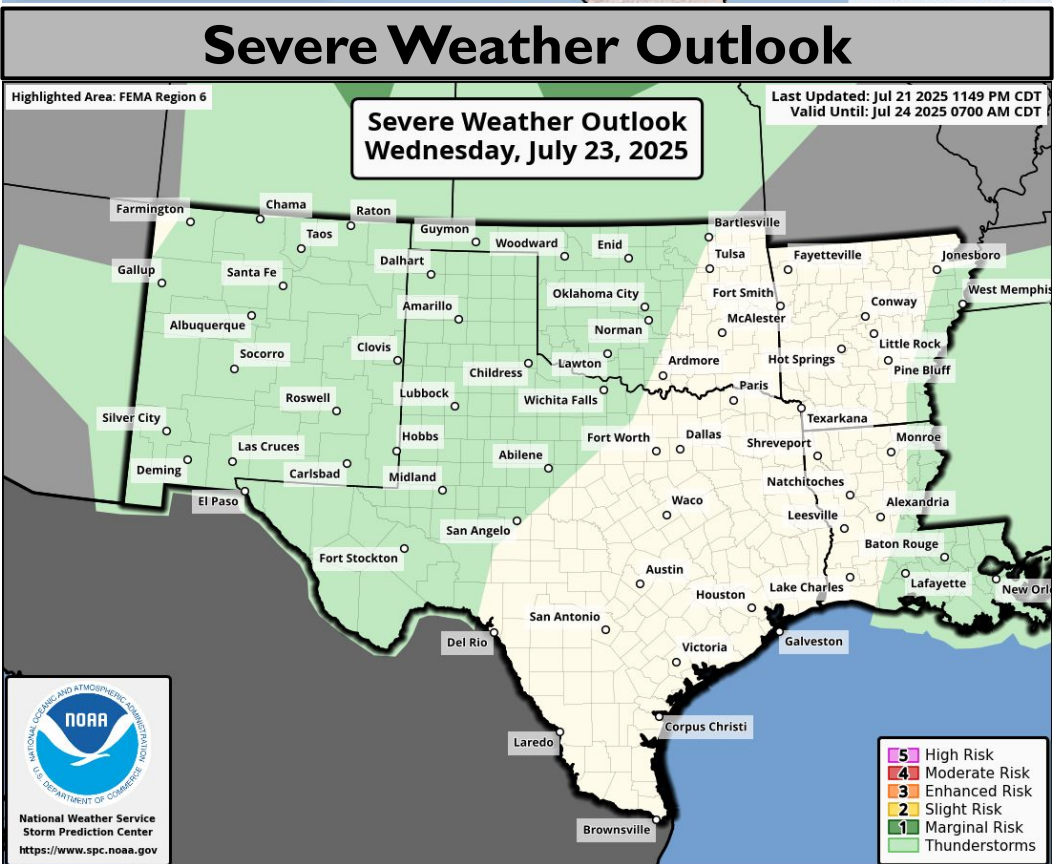 Severe Weather Outlook
Highlighted Area: FEMA Region 6
Severe Weather Outlook
Wednesday, July 23, 2025
Last Updated: Jul 21 2025 1149 PM CDT
Valid Until: Jul 24 2025 0700 AM CDT
Farmington
Chama
Raton
Taos
Guymon
Woodward
Enid
Bartlesville
Gallup
Santa Fe
Dalhart
Tulsa
Fayetteville
Jonesboro
Albuquerque
Amarillo
Oklahoma City
Fort Smith
Conway
West Memphis
Norman
McAlester
Socorro
Clovis
Childress
Lawton
Ardmore
Hot Springs
Little Rock
Pine Bluff
Roswell
Lubbock
Wichita Falls
Paris
Texarkana
Silver City
Las Cruces
Hobbs
Abilene
Fort Worth
Dallas
Shreveport
Monroe
Deming
Carlsbad
Midland
Natchitoches
El Paso
San Angelo
Waco
Leesville
Alexandria
Fort Stockton
Baton Rouge
Austin
Houston
Lake Charles
Lafayette
New Orl
San Antonio
Del Rio
Victoria
Galveston
Laredo
Corpus Christi
Brownsville
NATIONAL OCEANIC AND ATMOSPHERIC ADMINISTRATION
NOAA
U.S. DEPARTMENT OF COMMERCE
National Weather Service
Storm Prediction Center
https://www.spc.noaa.gov
5 High Risk
4 Moderate Risk
3 Enhanced Risk
2 Slight Risk
1 Marginal Risk
Thunderstorms